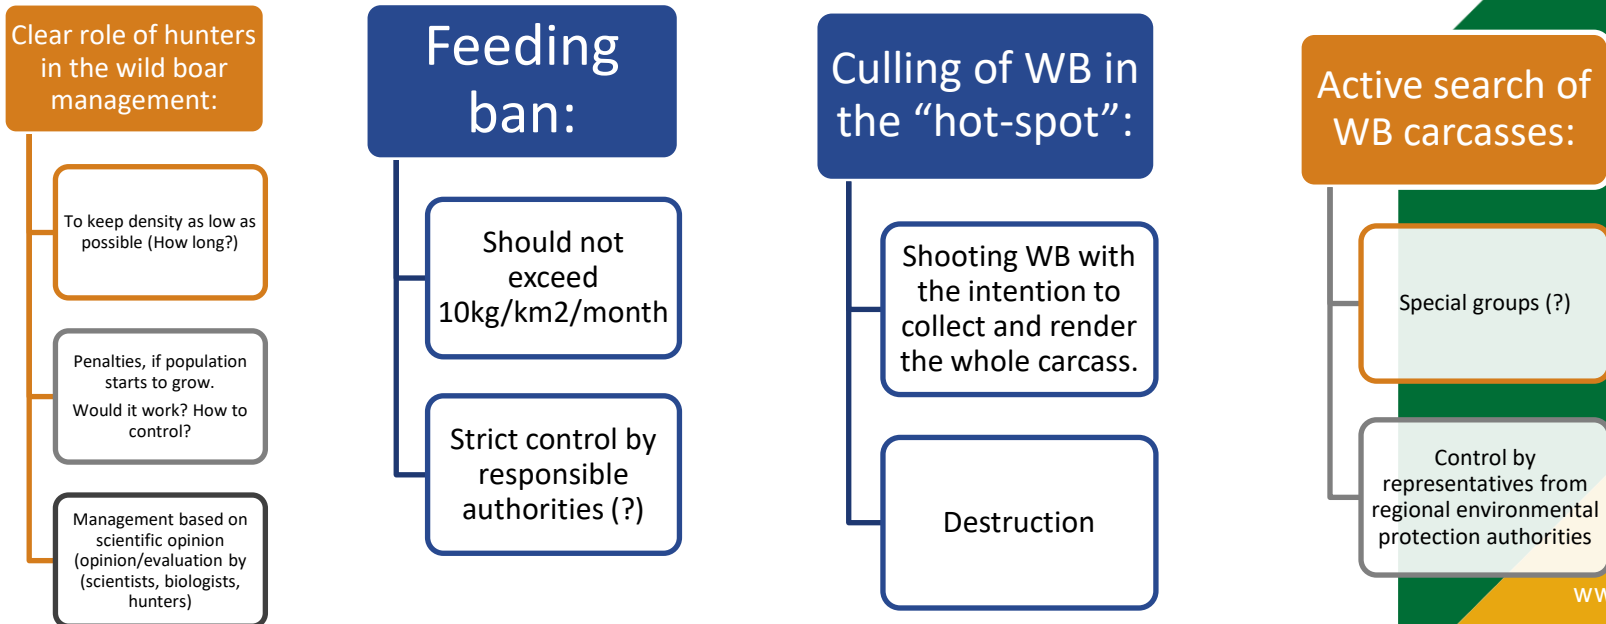 Clear role of hunters
in the wild boar
management:
To keep density as low as
possible (How long?)
Penalties, if population
starts to grow.
Would it work? How to
control?
Management based on
scientific opinion
(opinion/evaluation by
(scientists, biologists,
hunters)
Feeding
ban:
Should not
exceed
10kg/km2/month
Strict control by
responsible
authorities (?)
Culling of WB in
the “hot-spot”:
Shooting WB with
the intention to
collect and render
the whole carcass.
Destruction
Active search of
WB carcasses:
Special groups (?)
Control by
representatives from
regional environmental
protection authorities